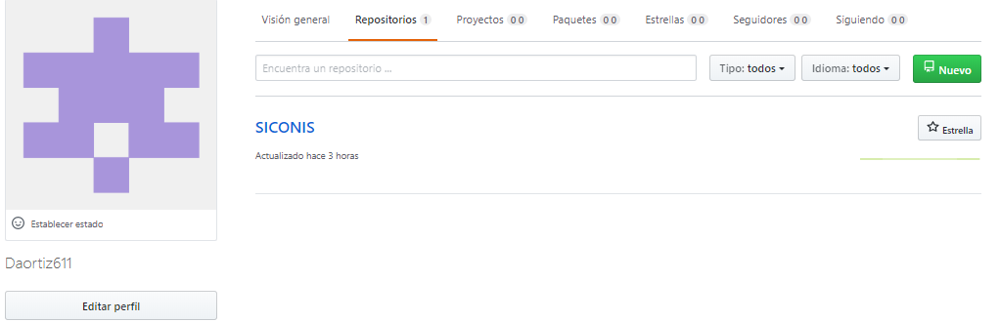 Visión general Repositorios 1 Proyectos 0 0 Paquetes 0 0 Estrellas 0 0 Seguidores 0 0 Siguiendo 0 0
Encuentra un repositorio ... Tipo: todos Idioma: todos Nuevo
SICONIS
Estrella
Actualizado hace 3 horas
Establecer estado
Daortiz611
Editar perfil